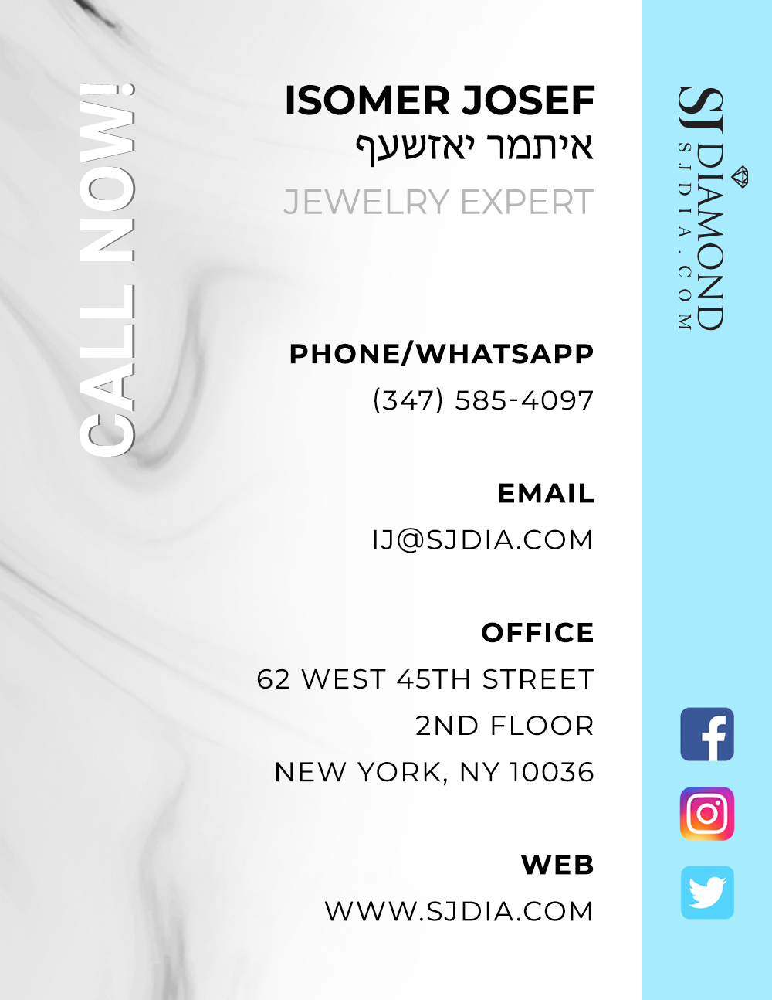 CALL NOW!
ISOMER JOSEF
איתמר יאזשעף
JEWELRY EXPERT
PHONE/WHATSAPP
(347) 585-4097
EMAIL
IJ@SJDIA.COM
OFFICE
62 WEST 45TH STREET
2ND FLOOR
NEW YORK, NY 10036
WEB
WWW.SJDIA.COM
SJ DIAMOND
SJDIA.COM